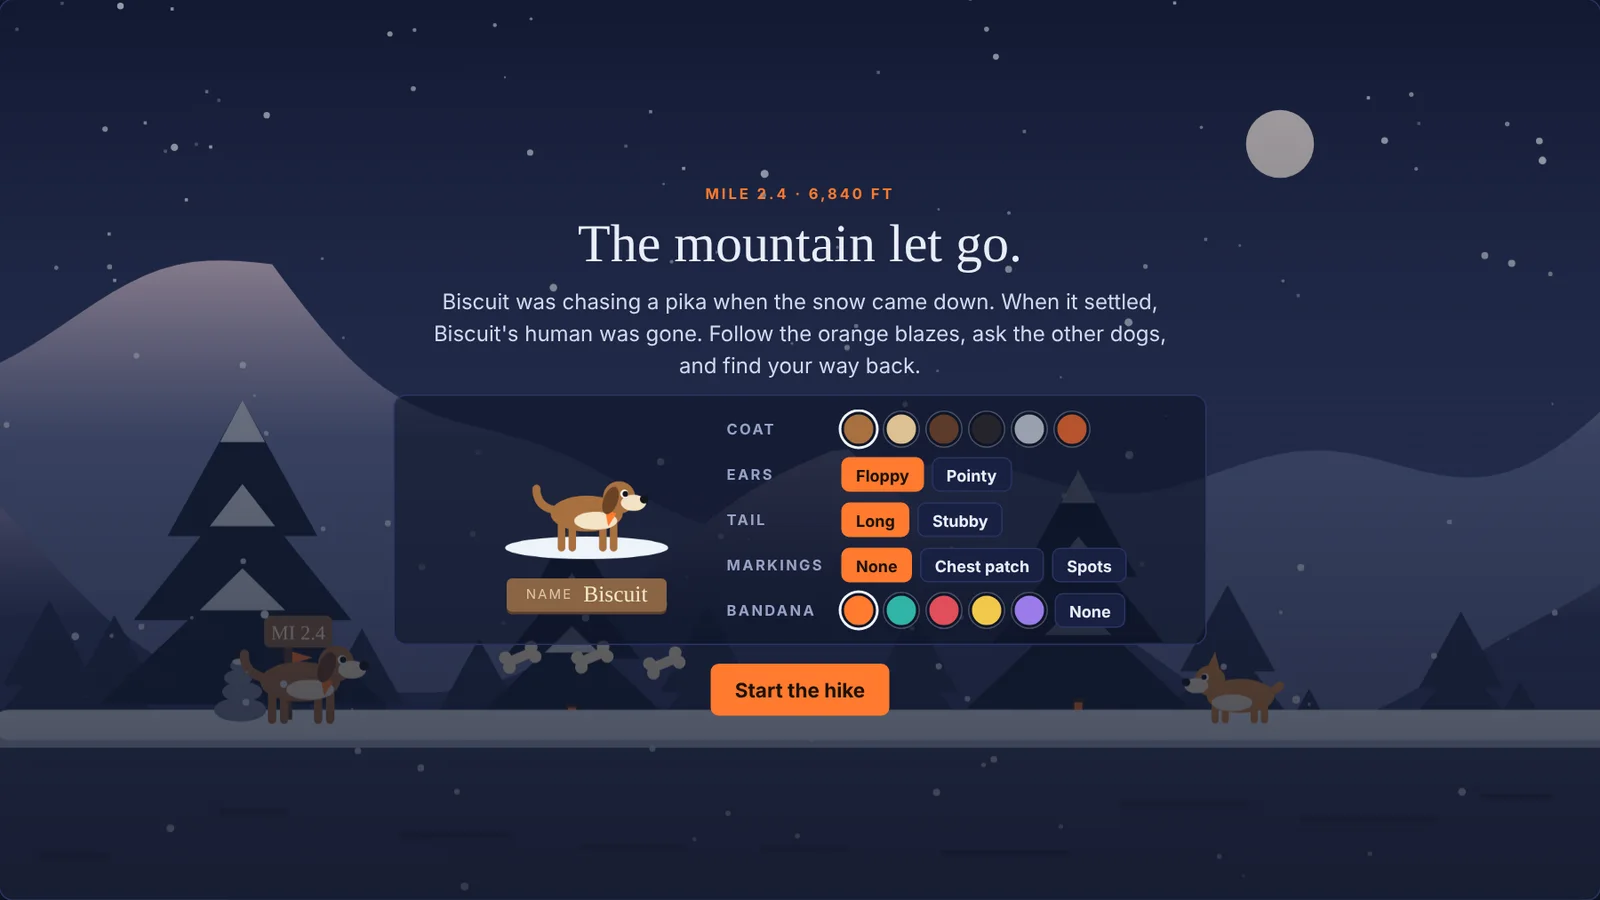 MILE 2.4 · 6,840 FT
The mountain let go.
Biscuit was chasing a pika when the snow came down. When it settled,
Biscuit's human was gone. Follow the orange blazes, ask the other dogs,
and find your way back.
COAT
EARS Floppy Pointy
TAIL Long Stubby
MARKINGS None Chest patch Spots
BANDANA None
NAME Biscuit
MI 2.4
Start the hike